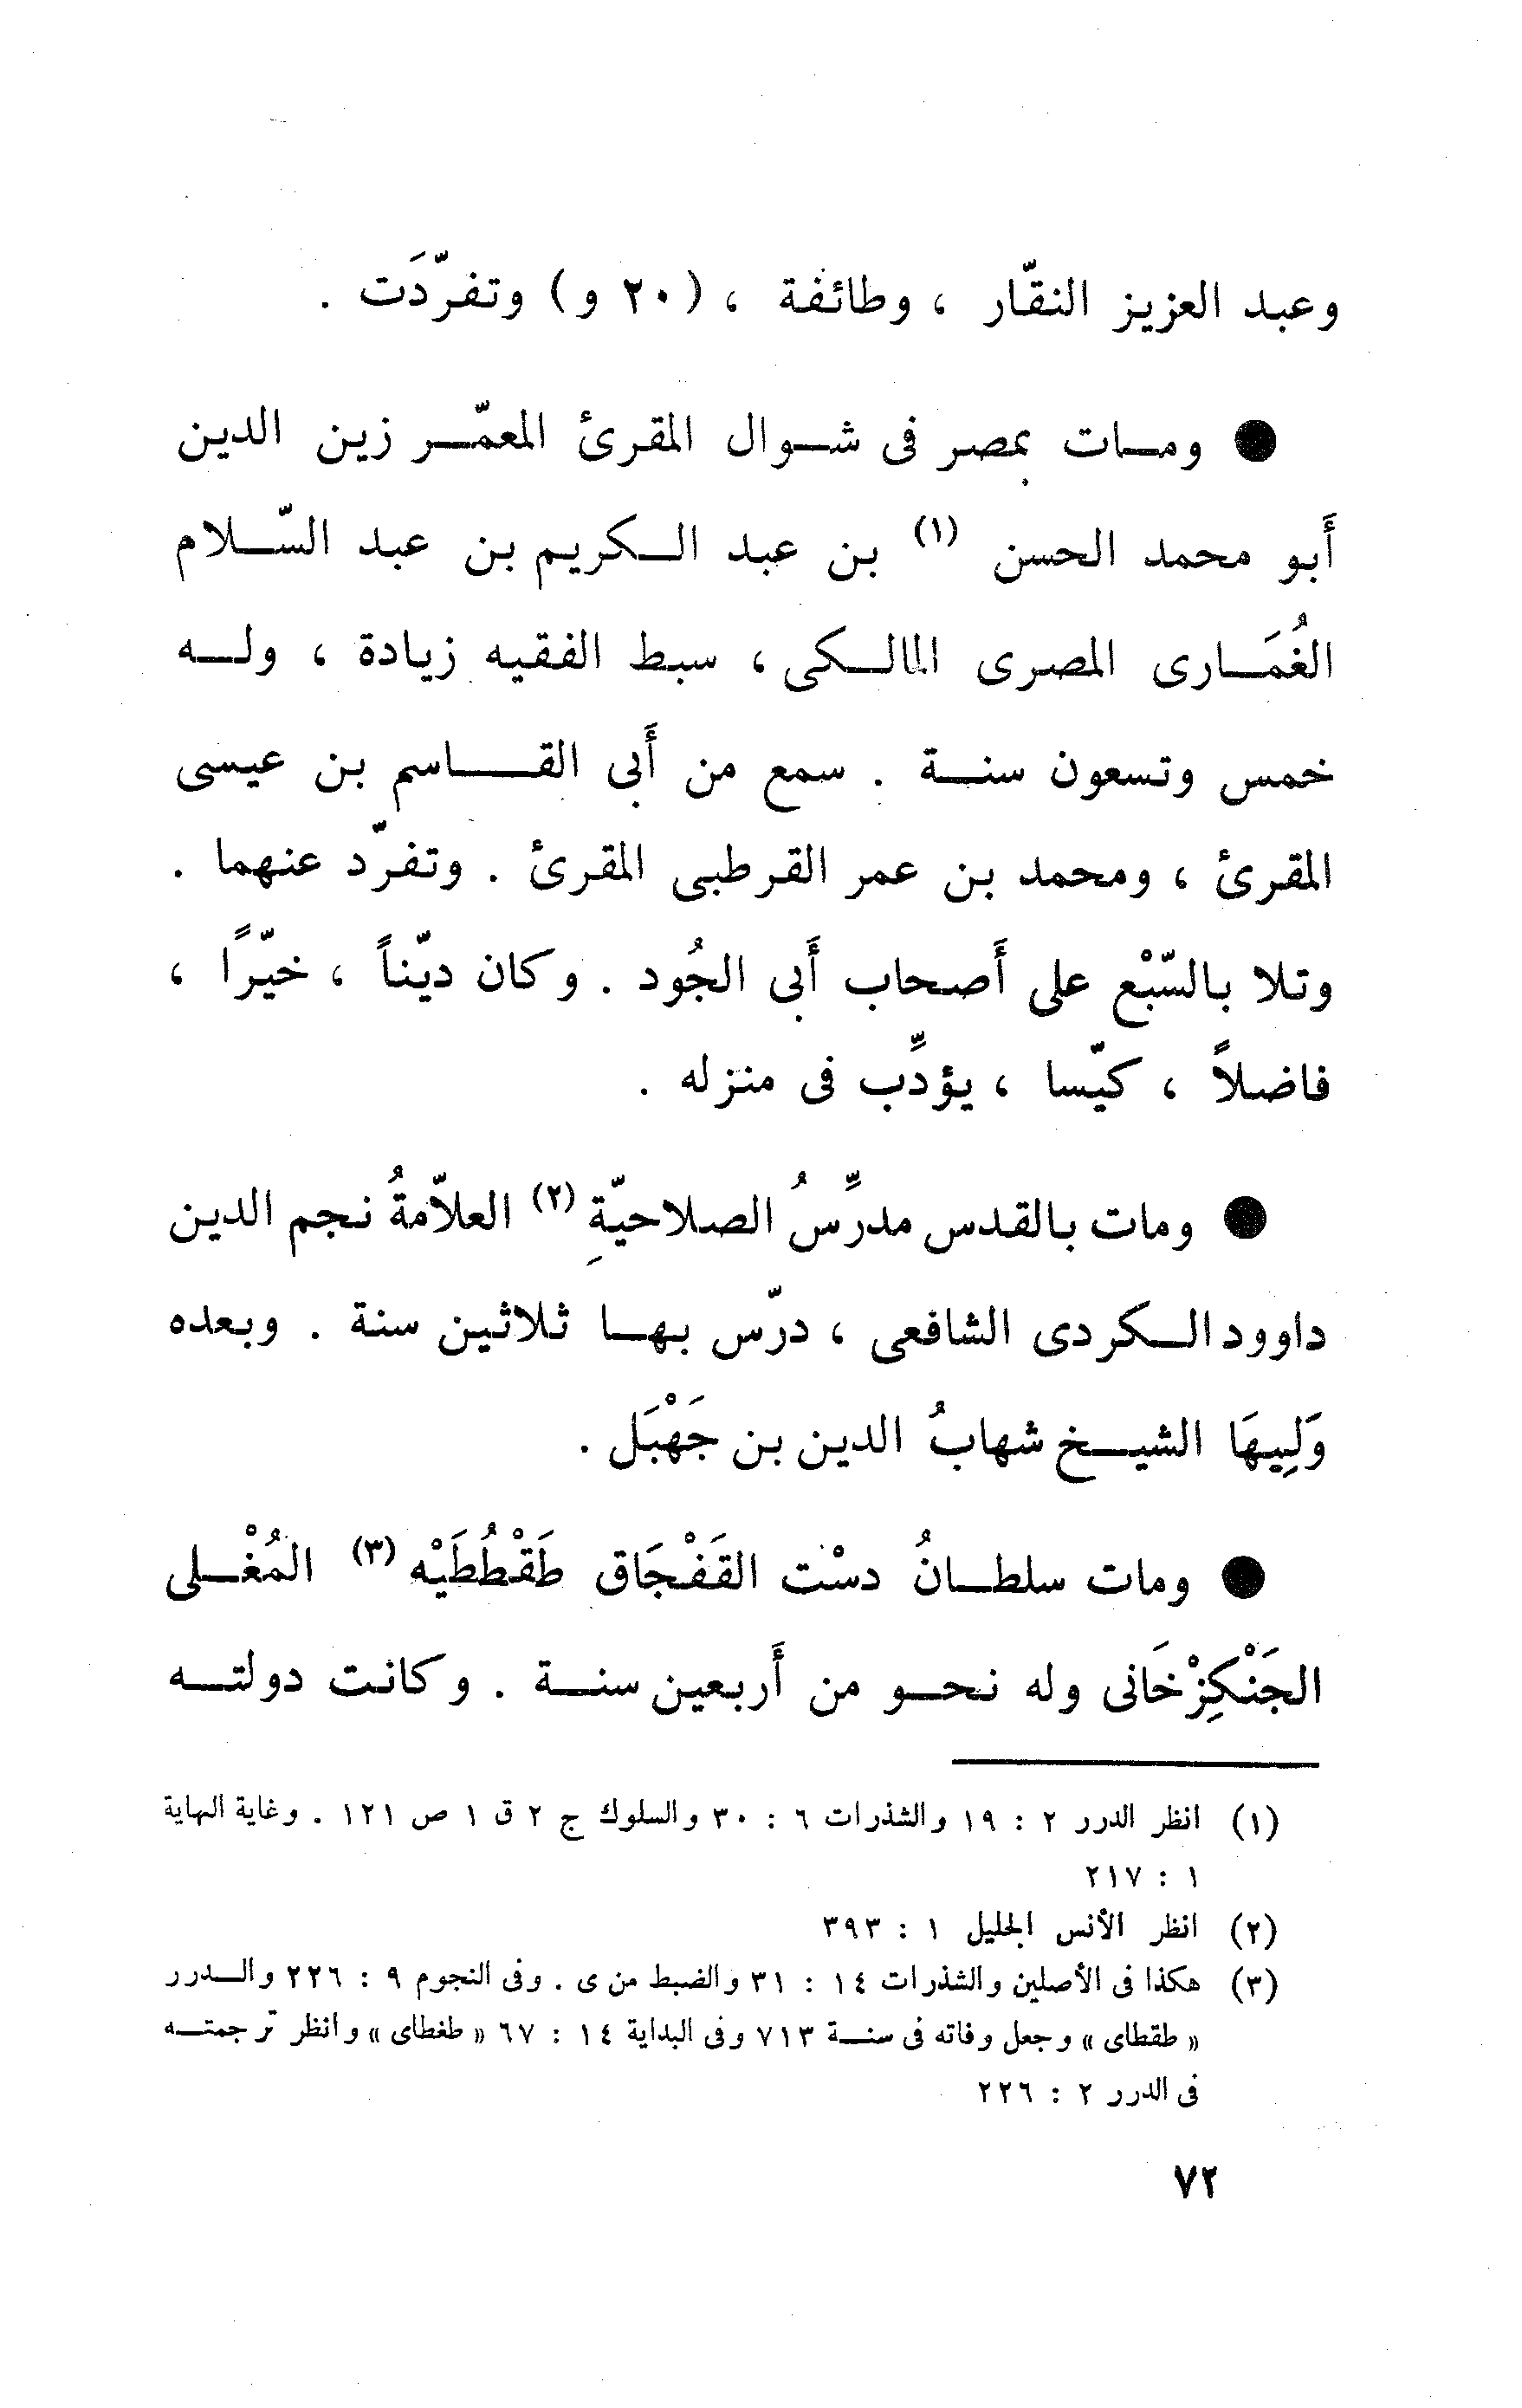 وعبد العزيز النقّار ، وطائفة ، (٢٠ و) وتفرّدَت .
● ومات بمصر فى شوال المقرئ المعمّر زين الدين
أَبو محمد الحسن (١) بن عبد الكريم بن عبد السّلام
الغُمَارى المصرى المالكى ، سبط الفقيه زيادة ، وله
خمس وتسعون سنة . سمع من أَبى القاسم بن عيسى
المقرئ ، ومحمد بن عمر القرطبى المقرئ . وتفرّد عنهما .
وتلا بالسّبْع على أَصحاب أَبى الجُود . وكان ديّناً ، خيّرًا ،
فاضلاً ، كيّسا ، يؤدِّب فى منزله .
● ومات بالقدس مدرِّسُ الصلاحيّةِ (٢) العلاّمةُ نجم الدين
داوود الكردى الشافعى ، درّس بها ثلاثين سنة . وبعده
وَلِيهَا الشيخ شهابُ الدين بن جَهْبَل .
● ومات سلطانُ دسْت القَفْجَاق طَقْطُطَيْه (٣) المُغْلى
الجَنْكِزْخَانى وله نحو من أَربعين سنة . وكانت دولته
(١) انظر الدرر ٢ : ١٩ والشذرات ٦ : ٣٠ والسلوك ج ٢ ق ١ ص ١٢١ . وغاية النهاية
١ : ٢١٧
(٢) انظر الأنس الجليل ١ : ٣٩٣
(٣) هكذا فى الأصلين والشذرات ١٤ : ٣١ والضبط من ى . وفى النجوم ٩ : ٢٢٦ والدرر
« طقطاى » وجعل وفاته فى سنة ٧١٣ وفى البداية ١٤ : ٦٧ « طغطاى » وانظر ترجمته
فى الدرر ٢ : ٢٢٦
٧٢